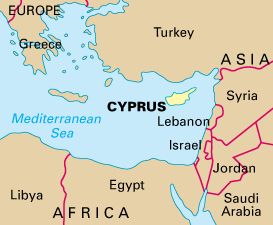 EUROPE
Turkey
Greece
ASIA
Syria
CYPRUS
Lebanon
Mediterranean
Sea
Israel
Jordan
Egypt
Libya
Saudi
Arabia
AFRICA